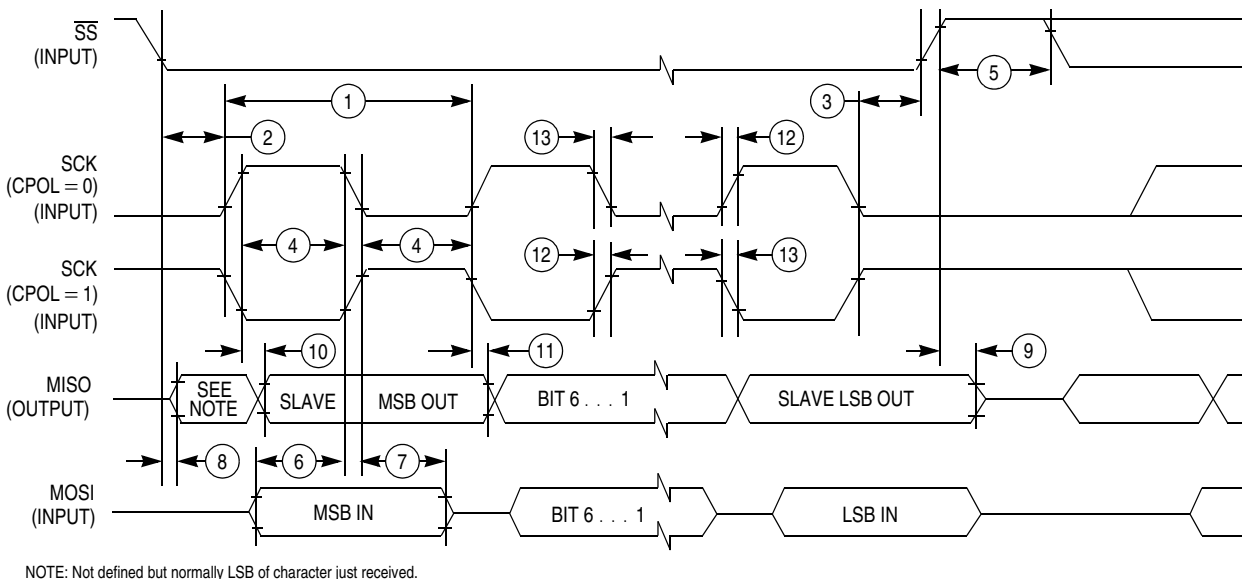 SS
(INPUT)
5
1
3
2
13
12
SCK
(CPOL = 0)
(INPUT)
4
4
SCK
(CPOL = 1)
(INPUT)
12
13
10
11
9
MISO
(OUTPUT)
SEE
NOTE
SLAVE
MSB OUT
BIT 6 . . . 1
SLAVE LSB OUT
8
6
7
MOSI
(INPUT)
MSB IN
BIT 6 . . . 1
LSB IN
NOTE: Not defined but normally LSB of character just received.